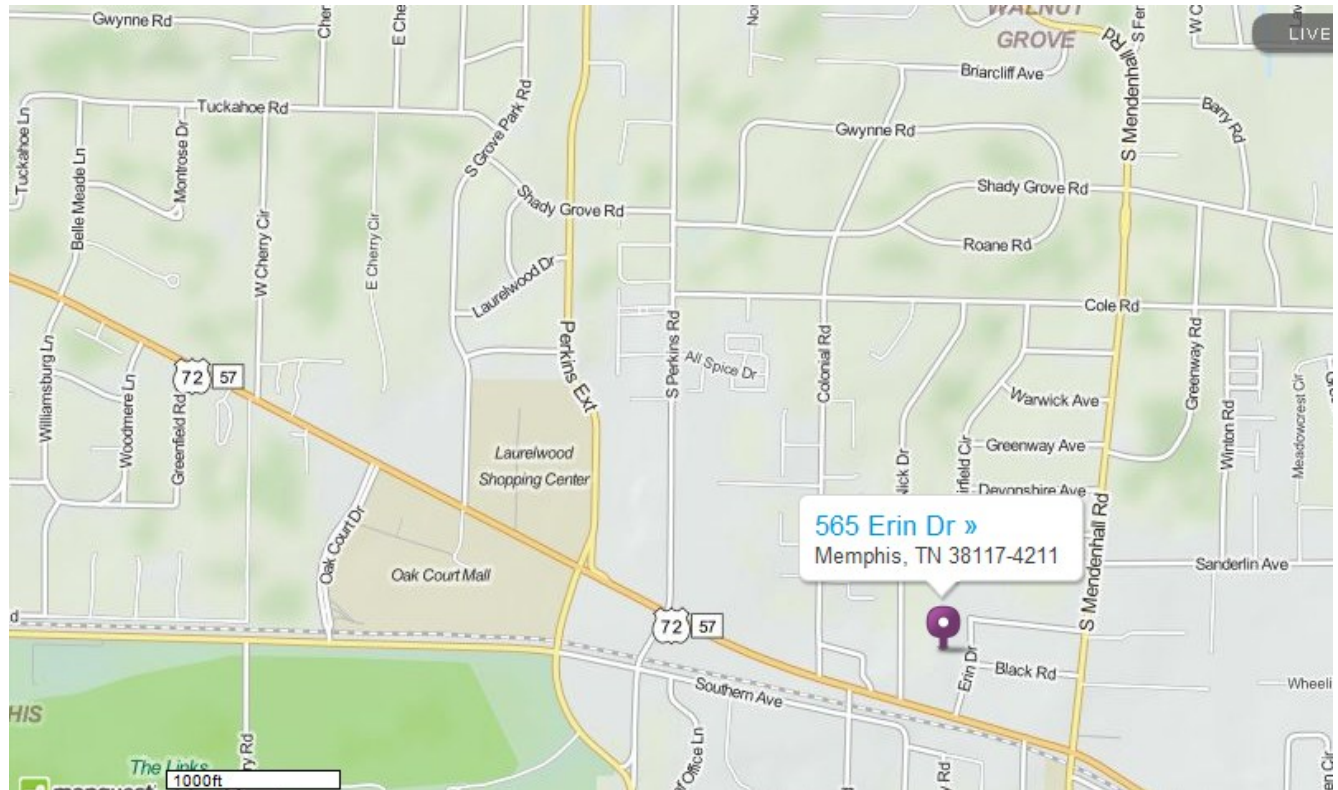 Gwynne Rd
WALNUT
GROVE
LIVE
Briarcliff Ave
Tuckahoe Rd
Barry Rd
Gwynne Rd
Tuckahoe Ln
Montrose Dr
S Grove Park Rd
S Mendenhall Rd
Belle Meade Ln
Shady Grove Rd
Shady Grove Rd
W Cherry Cir
E Cherry Cir
Roane Rd
Laurelwood Dr
Cole Rd
Perkins Ext
S Perkins Rd
All Spice Dr
Colonial Rd
Greenway Rd
Williamsburg Ln
Woodmere Ln
Greenfield Rd
72 57
Warwick Ave
Meadowcrest Cir
Winton Rd
Greenway Ave
Laurelwood
Shopping Center
Nick Dr
Devonshire Ave
S Mendenhall Rd
565 Erin Dr »
Memphis, TN 38117-4211
Oak Court Dr
Oak Court Mall
Sanderlin Ave
72 57
Erin Dr
Black Rd
Southern Ave
The Links
1000ft
mapquest